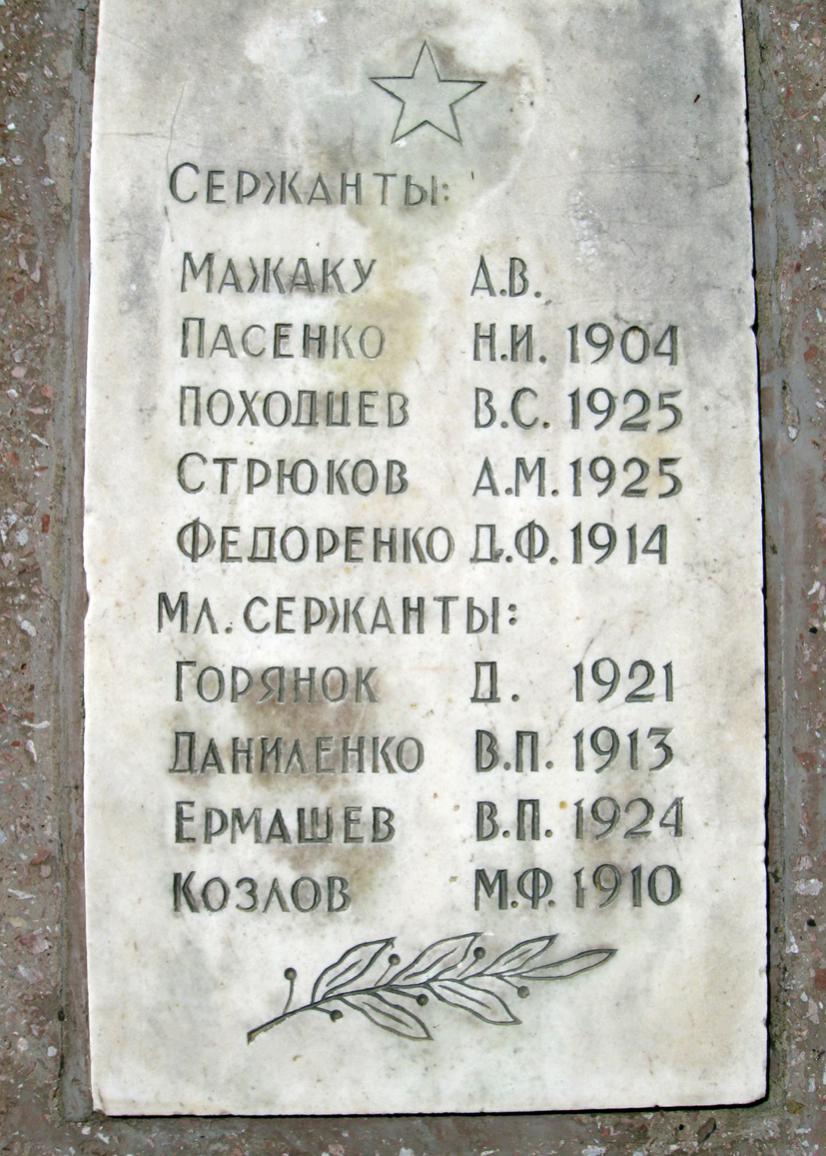 Сержанты:
Мажаку А.В.
Пасенко Н.И. 1904
Походцев В.С. 1925
Стрюков А.М. 1925
Федоренко Д.Ф. 1914
Мл. сержанты:
Горянок Д. 1921
Даниленко В.П. 1913
Ермашев В.П. 1924
Козлов М.Ф. 1910